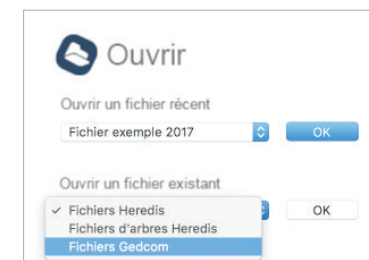 Ouvrir
Ouvrir un fichier récent
Fichier exemple 2017 OK
Ouvrir un fichier existant
✓ Fichiers Heredis OK
Fichiers d'arbres Heredis
Fichiers Gedcom